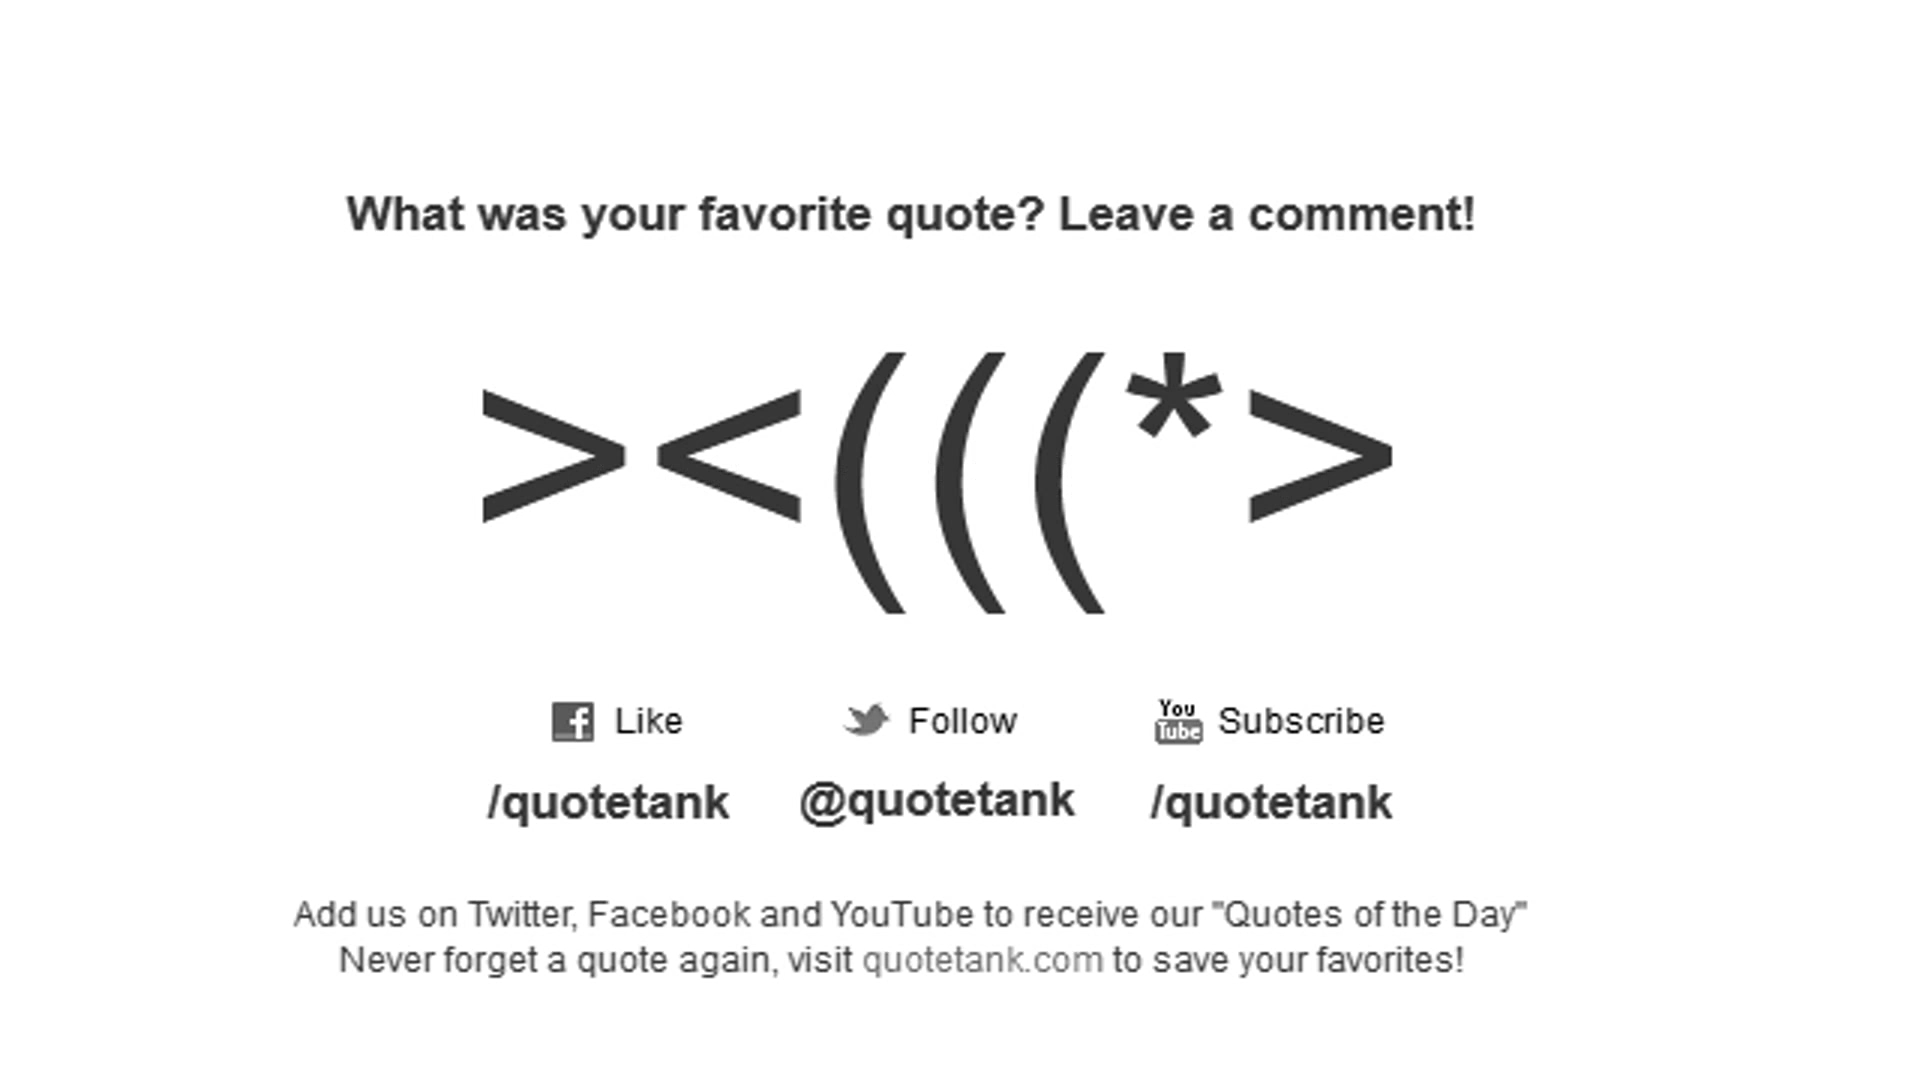 What was your favorite quote? Leave a comment!
><(((*>
f Like Follow You Tube Subscribe
/quotetank @quotetank /quotetank
Add us on Twitter, Facebook and YouTube to receive our "Quotes of the Day"
Never forget a quote again, visit quotetank.com to save your favorites!